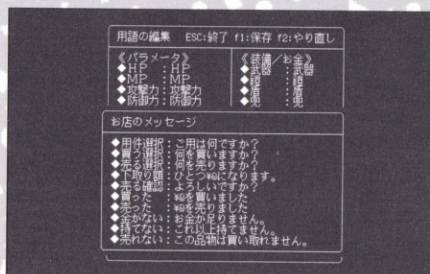 用語の編集 ESC:終了 f1:保存 f2:やり直し
《パラメータ》
◆HP :HP
◆MP :MP
◆攻撃力:攻撃力
◆防御力:防御力
《装備/お金》
◆武器 :武器
◆鎧 :鎧
◆盾 :盾
◆兜 :兜
お店のメッセージ
◆用件選択:ご用は何ですか?
◆買う選択:何を買いますか?
◆売る選択:何を売りますか?
◆下取り額:ひとつ¥@になります。
◆売る確認:よろしいですか?
◆買った :¥@を買いました
◆売った :¥@を売りました
◆金がない:お金が足りません。
◆持てない:これ以上持てません。
◆売れない:この品物は買い取れません。